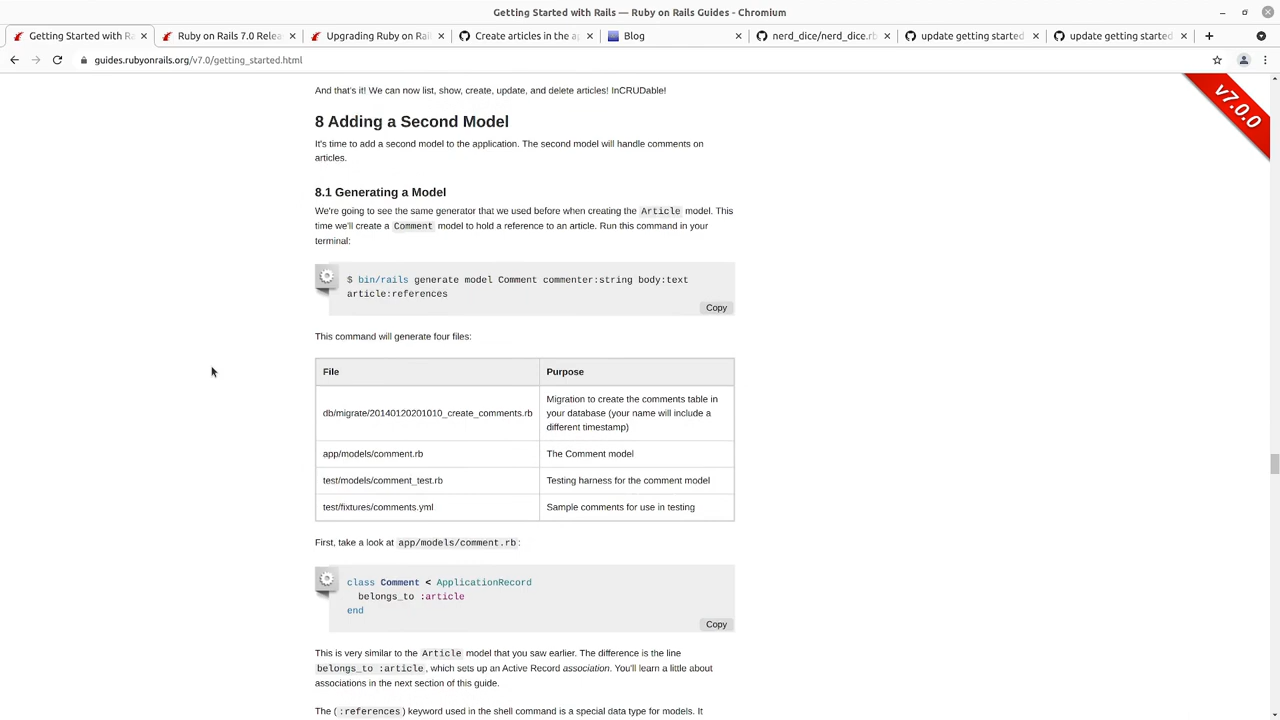 Getting Started with Rails — Ruby on Rails Guides - Chromium
Getting Started with Ra
Ruby on Rails 7.0 Relea
Upgrading Ruby on Rail
Create articles in the ap
Blog
nerd_dice/nerd_dice.rb
update getting started
update getting started
guides.rubyonrails.org/v7.0/getting_started.html
v7.0.0
And that's it! We can now list, show, create, update, and delete articles! InCRUDable!
8 Adding a Second Model
It's time to add a second model to the application. The second model will handle comments on
articles.
8.1 Generating a Model
We're going to see the same generator that we used before when creating the Article model. This
time we'll create a Comment model to hold a reference to an article. Run this command in your
terminal:
$ bin/rails generate model Comment commenter:string body:text
article:references
Copy
This command will generate four files:
File Purpose
db/migrate/20140120201010_create_comments.rb
Migration to create the comments table in
your database (your name will include a
different timestamp)
app/models/comment.rb The Comment model
test/models/comment_test.rb Testing harness for the comment model
test/fixtures/comments.yml Sample comments for use in testing
First, take a look at app/models/comment.rb:
class Comment < ApplicationRecord
belongs_to :article
end
Copy
This is very similar to the Article model that you saw earlier. The difference is the line
belongs_to :article, which sets up an Active Record association. You'll learn a little about
associations in the next section of this guide.
The (:references) keyword used in the shell command is a special data type for models. It